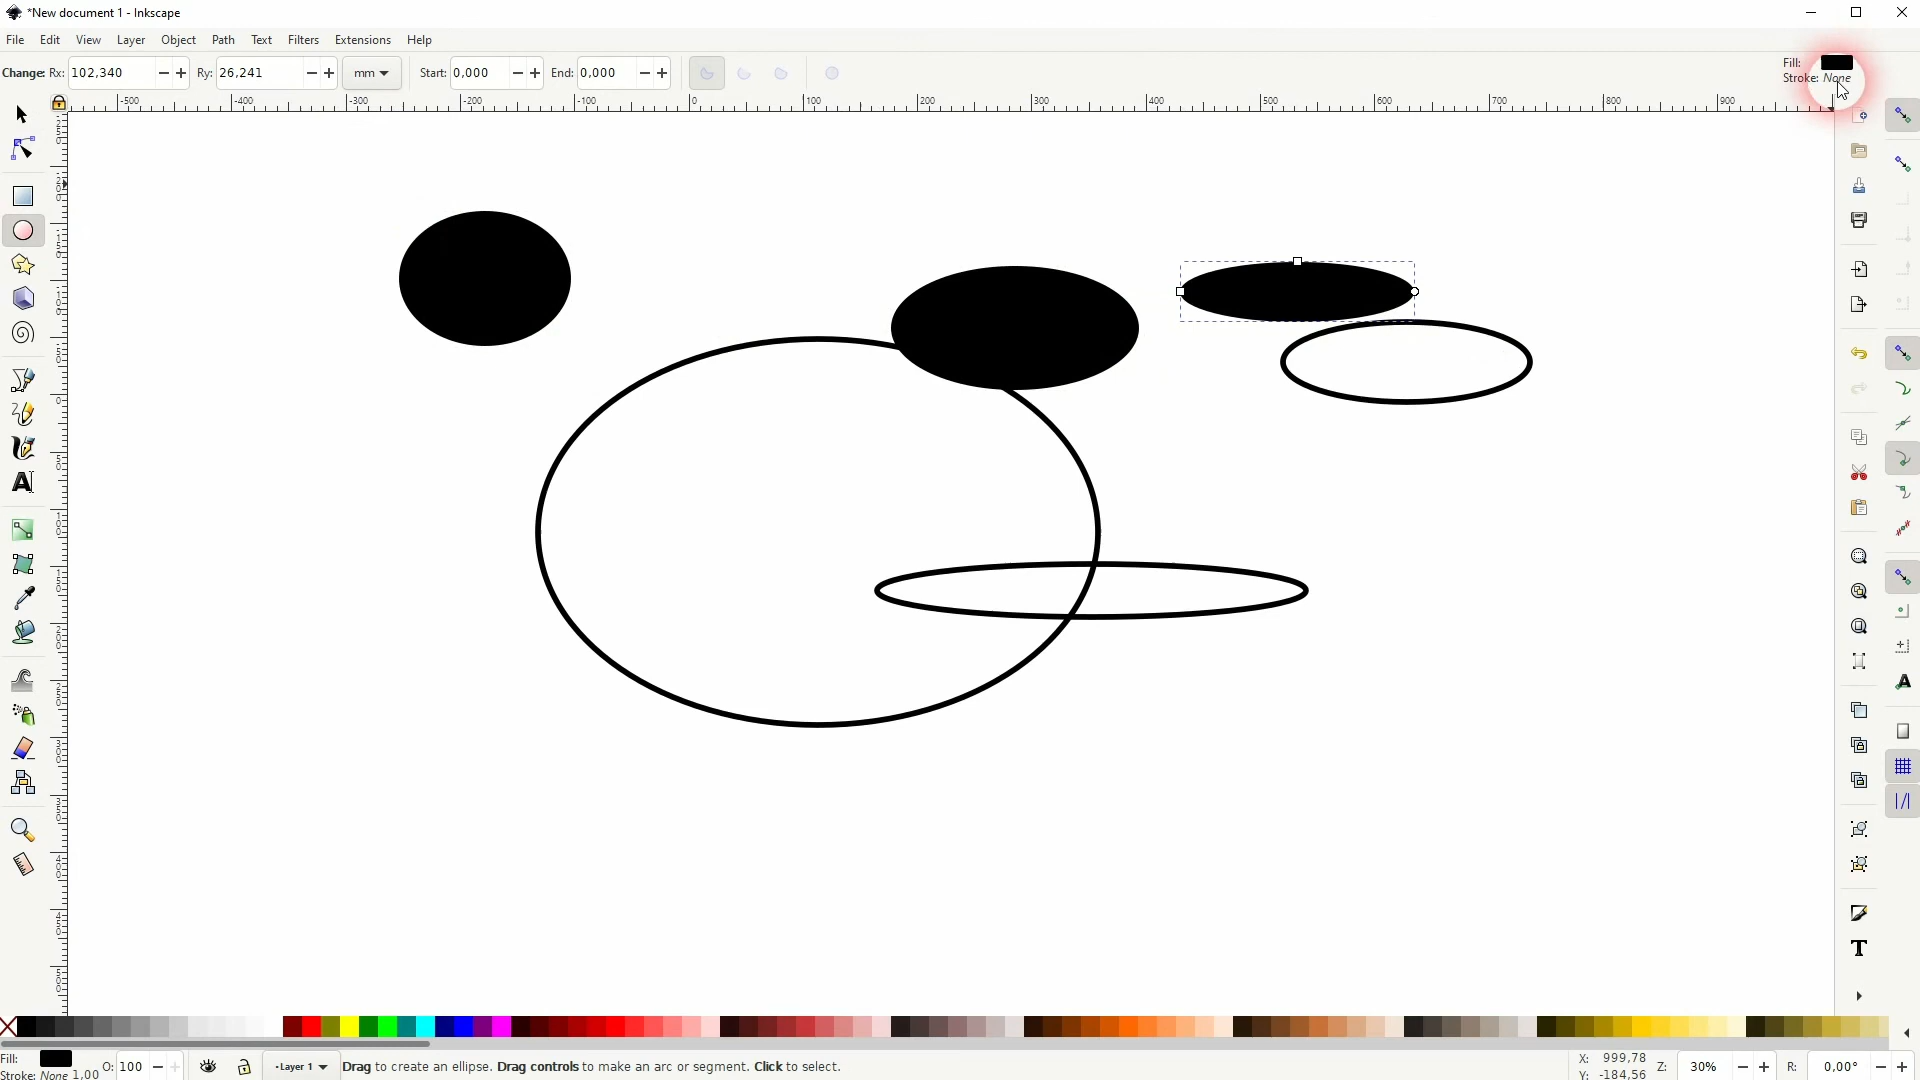 *New document 1 - Inkscape
File Edit View Layer Object Path Text Filters Extensions Help
Change: Rx: 102,340 Ry: 26,241 mm Start: 0,000 End: 0,000
Fill:
Stroke: None
-500 -400 -300 -200 -100 0 100 200 300 400 500 600 700 800 900
Fill:
Stroke: None 1,00
O: 100
Layer 1
Drag to create an ellipse. Drag controls to make an arc or segment. Click to select.
X: 999,78
Y: -184,56
Z: 30%
R: 0,00°